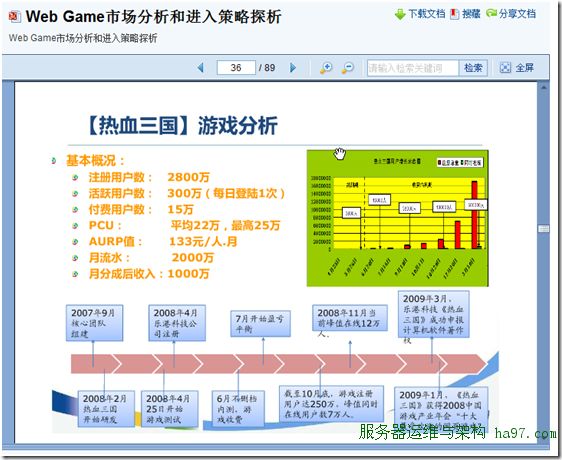 Web Game市场分析和进入策略探析
下载文档 搜藏 分享文档
Web Game市场分析和进入策略探析
36 / 89 请输入检索关键词 检索 全屏
【热血三国】游戏分析
基本概况：
注册用户数： 2800万
活跃用户数： 300万（每日登陆1次）
付费用户数： 15万
PCU： 平均22万，最高25万
AURP值： 133元/人.月
月流水： 2000万
月分成后收入：1000万
2007年9月
核心团队
组建
2008年4月
乐港科技公
司注册
7月开始盈亏
平衡
2008年11月当
前峰值在线12万
人.
2009年3月，
乐港科技《热血
三国》成功申报
计算机软件著作
权
2008年2月
热血三国
开始研发
2008年4月
25日开始
游戏测试
6月不删档
内测，游
戏收费
截至10月底，游戏注册
用户达250万，峰值同时
在线用户数7万人。
2009年1月，《热血
三国》获得2008中国
游戏产业年会“十大
服务器运维与架构 ha97.com